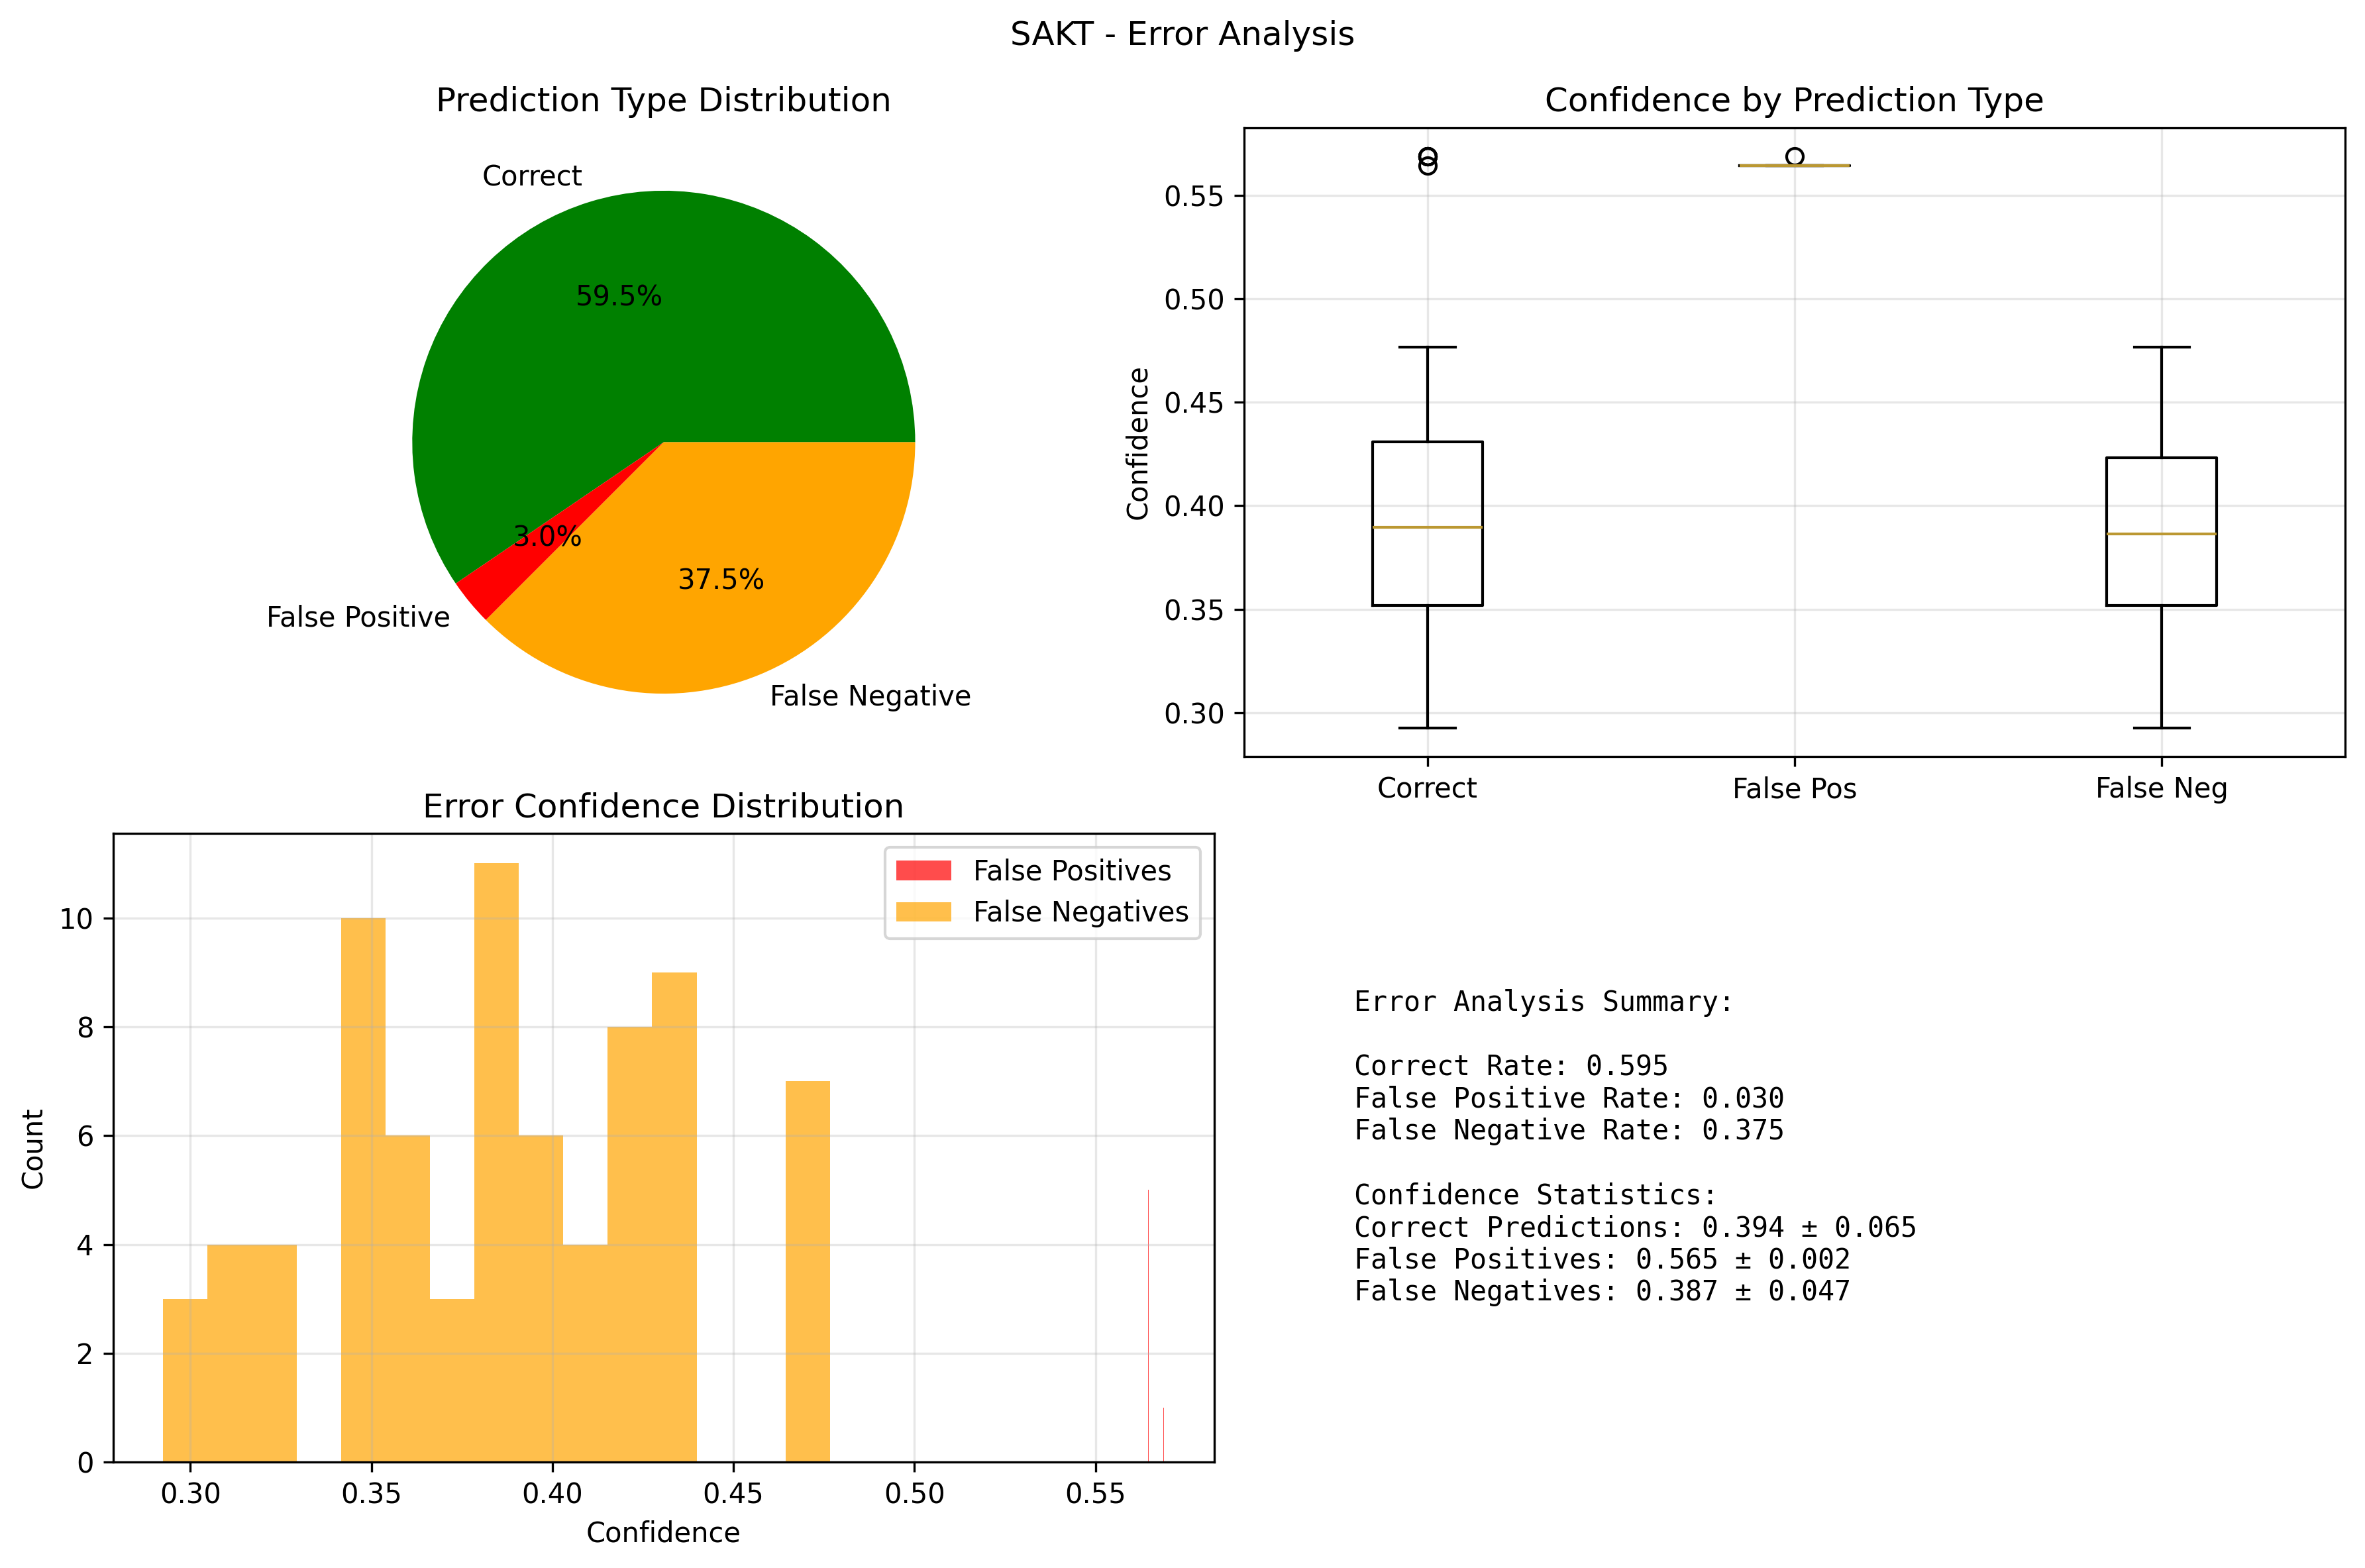 SAKT - Error Analysis
Prediction Type Distribution
Correct
59.5%
3.0%
37.5%
False Positive
False Negative
Confidence by Prediction Type
Confidence
0.55
0.50
0.45
0.40
0.35
0.30
Correct False Pos False Neg
Error Confidence Distribution
False Positives
False Negatives
Count
10
8
6
4
2
0
0.30 0.35 0.40 0.45 0.50 0.55
Confidence
Error Analysis Summary:
Correct Rate: 0.595
False Positive Rate: 0.030
False Negative Rate: 0.375
Confidence Statistics:
Correct Predictions: 0.394 ± 0.065
False Positives: 0.565 ± 0.002
False Negatives: 0.387 ± 0.047